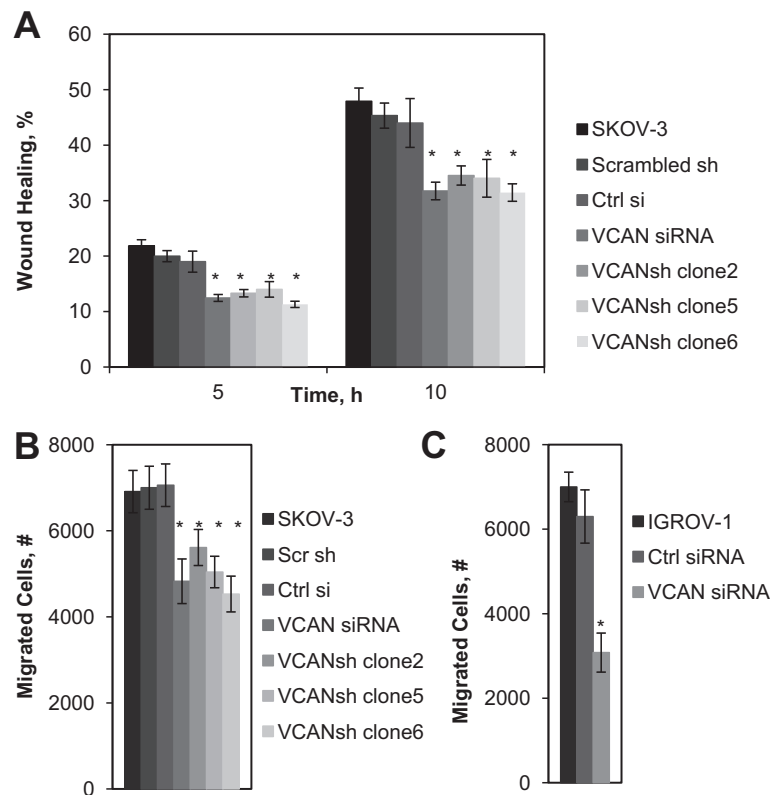 A
Wound Healing, %
60
50
40
30
20
10
0
* * * *
* * * *
5
Time, h
10
SKOV-3
Scrambled sh
Ctrl si
VCAN siRNA
VCANsh clone2
VCANsh clone5
VCANsh clone6
B
Migrated Cells, #
8000
6000
4000
2000
0
* * * *
SKOV-3
Scr sh
Ctrl si
VCAN siRNA
VCANsh clone2
VCANsh clone5
VCANsh clone6
C
Migrated Cells, #
8000
6000
4000
2000
0
*
IGROV-1
Ctrl siRNA
VCAN siRNA